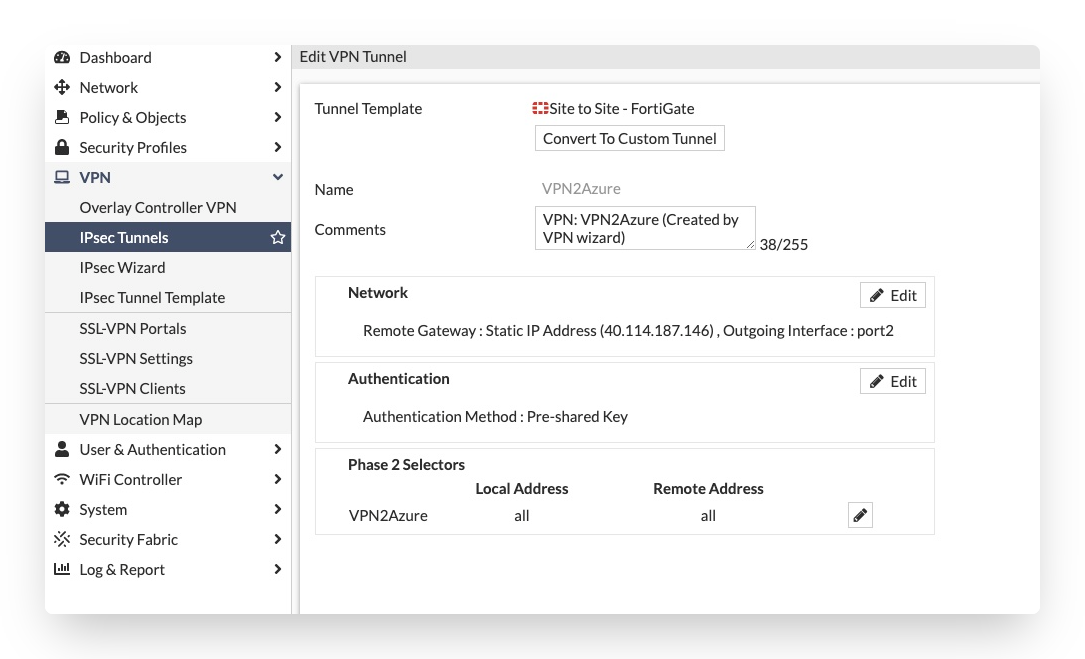 Dashboard
Network
Policy & Objects
Security Profiles
VPN
Overlay Controller VPN
IPsec Tunnels
IPsec Wizard
IPsec Tunnel Template
SSL-VPN Portals
SSL-VPN Settings
SSL-VPN Clients
VPN Location Map
User & Authentication
WiFi Controller
System
Security Fabric
Log & Report
Edit VPN Tunnel
Tunnel Template Site to Site - FortiGate
Convert To Custom Tunnel
Name VPN2Azure
Comments VPN: VPN2Azure (Created by
VPN wizard) 38/255
Network Edit
Remote Gateway : Static IP Address (40.114.187.146) , Outgoing Interface : port2
Authentication Edit
Authentication Method : Pre-shared Key
Phase 2 Selectors
Local Address Remote Address
VPN2Azure all all